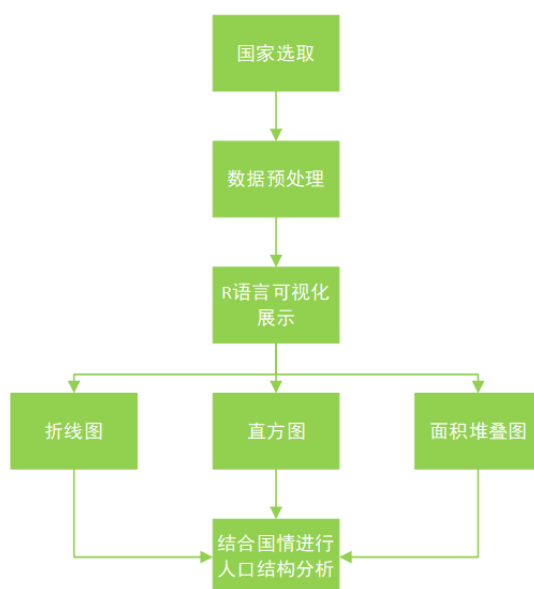 国家选取
数据预处理
R语言可视化
展示
折线图
直方图
面积堆叠图
结合国情进行
人口结构分析